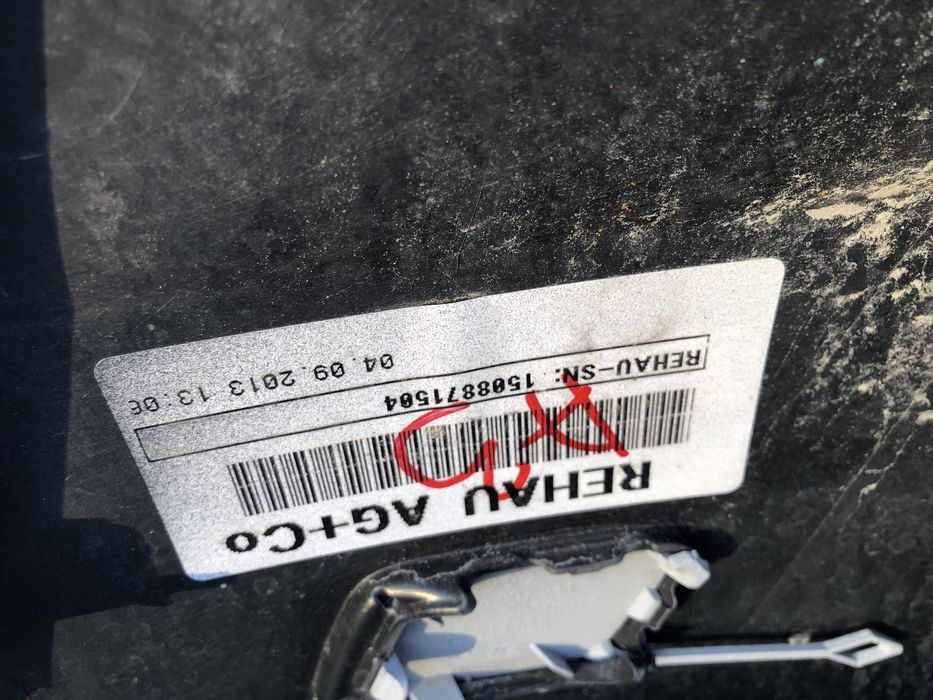 REHAU AG+Co
REHAU-SN: 1508871504
04.09.2013 13:06